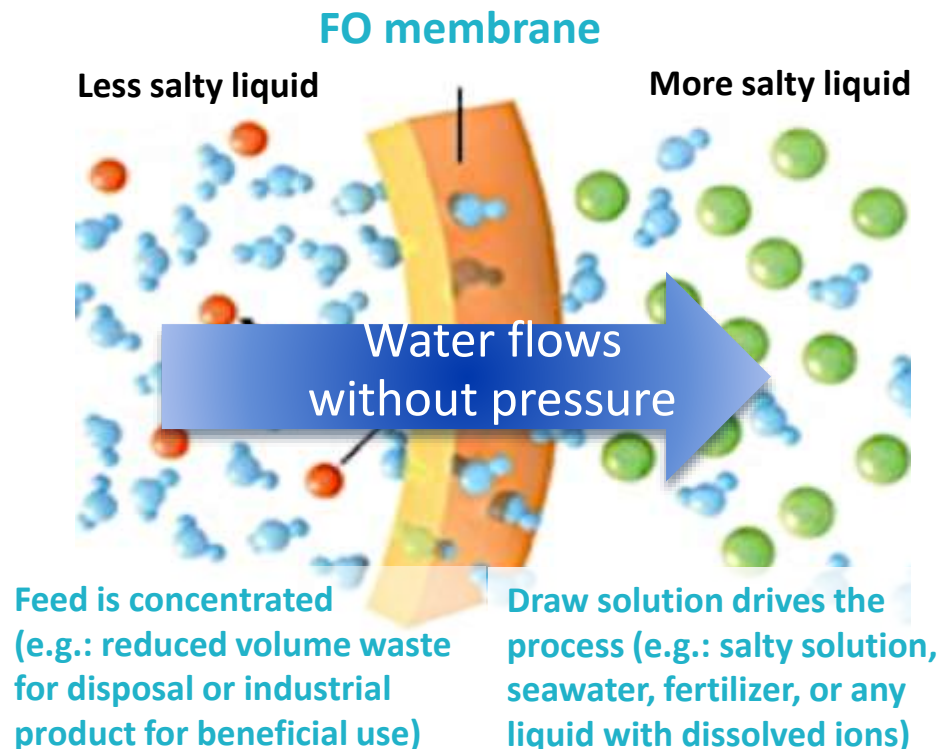 FO membrane
Less salty liquid
More salty liquid
Water flows
without pressure
Feed is concentrated
(e.g.: reduced volume waste
for disposal or industrial
product for beneficial use)
Draw solution drives the
process (e.g.: salty solution,
seawater, fertilizer, or any
liquid with dissolved ions)